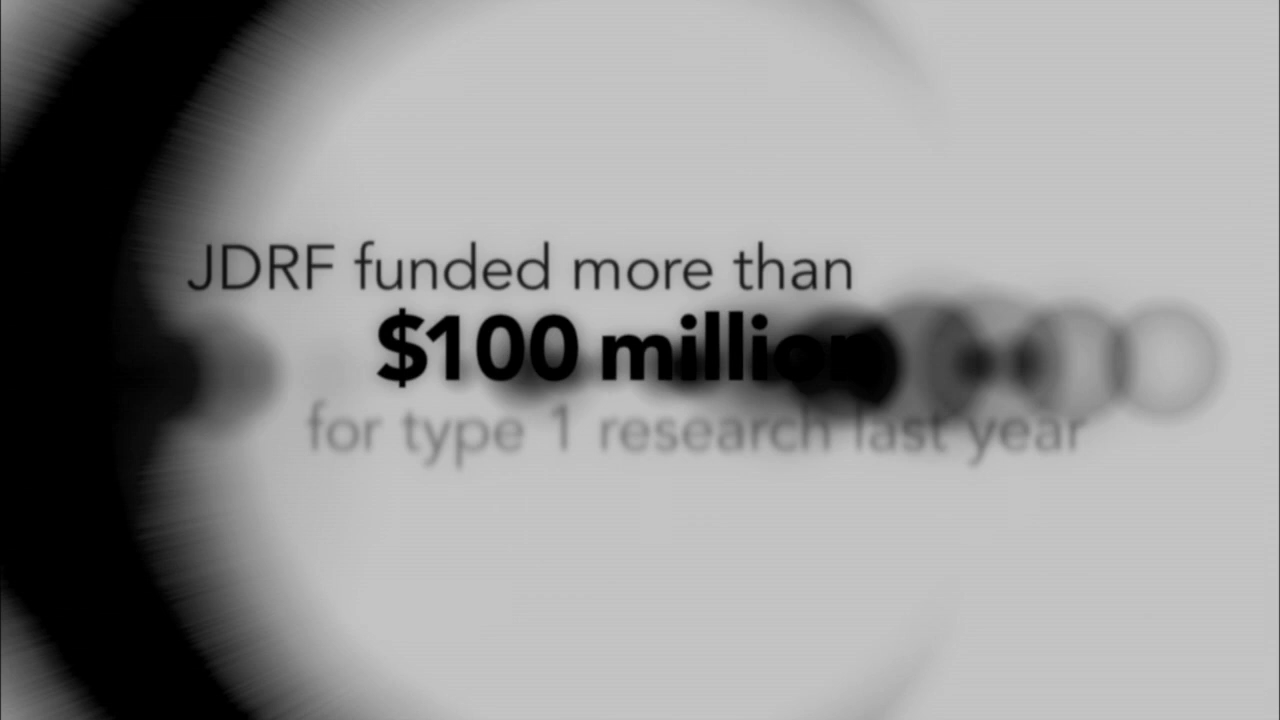 JDRF funded more than
$100 million
for type 1 research last year